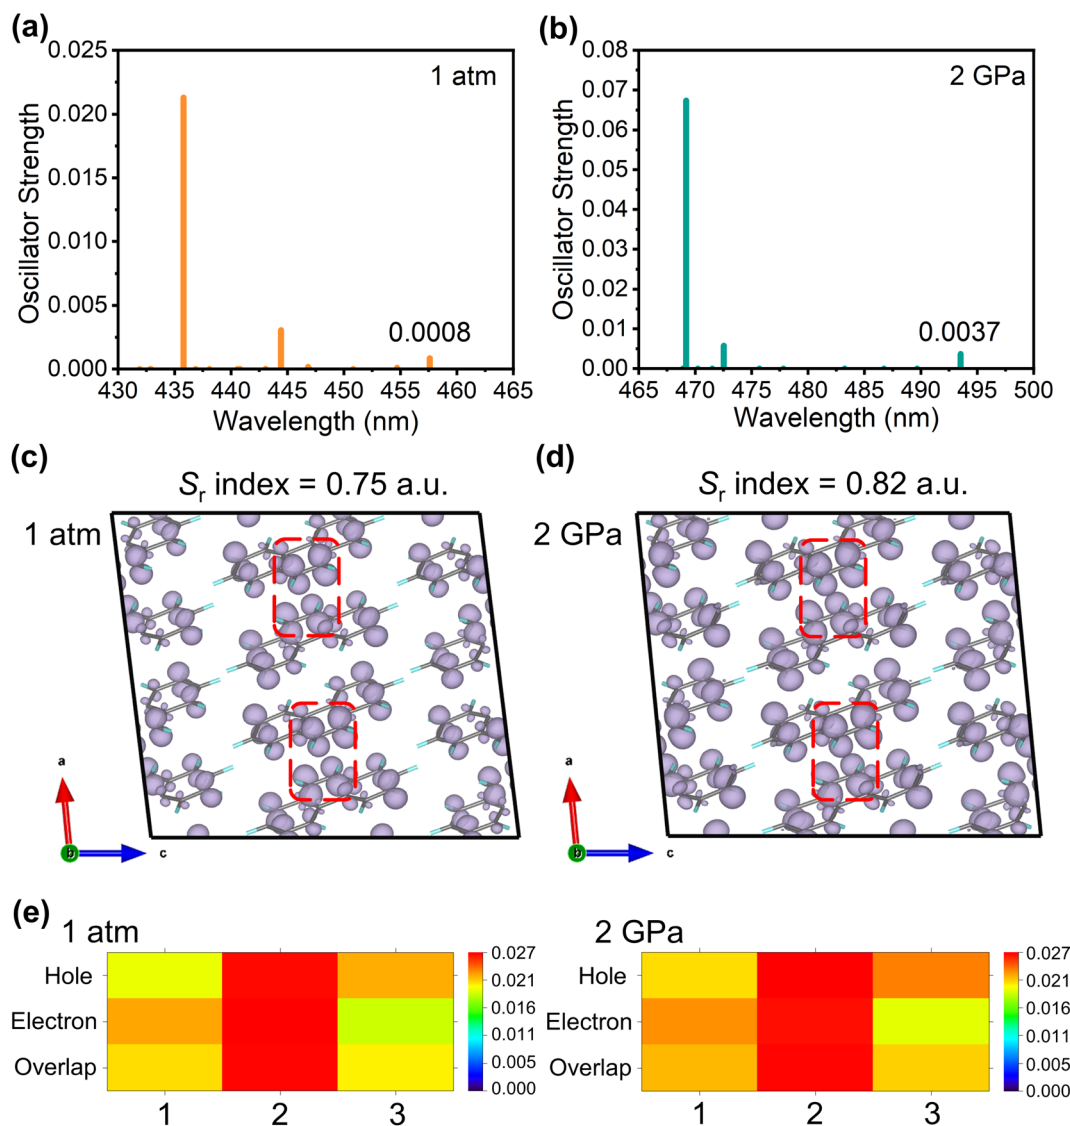 (a)
0.025
0.020
0.015
0.010
0.005
0.000
Oscillator Strength
1 atm
0.0008
430 435 440 445 450 455 460 465
Wavelength (nm)
(b)
0.08
0.07
0.06
0.05
0.04
0.03
0.02
0.01
0.00
Oscillator Strength
2 GPa
0.0037
465 470 475 480 485 490 495 500
Wavelength (nm)
(c)
Sr index = 0.75 a.u.
1 atm
a
b
c
(d)
Sr index = 0.82 a.u.
2 GPa
a
b
c
(e)
1 atm
Hole
Electron
Overlap
1 2 3
0.027
0.021
0.016
0.011
0.005
0.000
2 GPa
Hole
Electron
Overlap
1 2 3
0.027
0.021
0.016
0.011
0.005
0.000